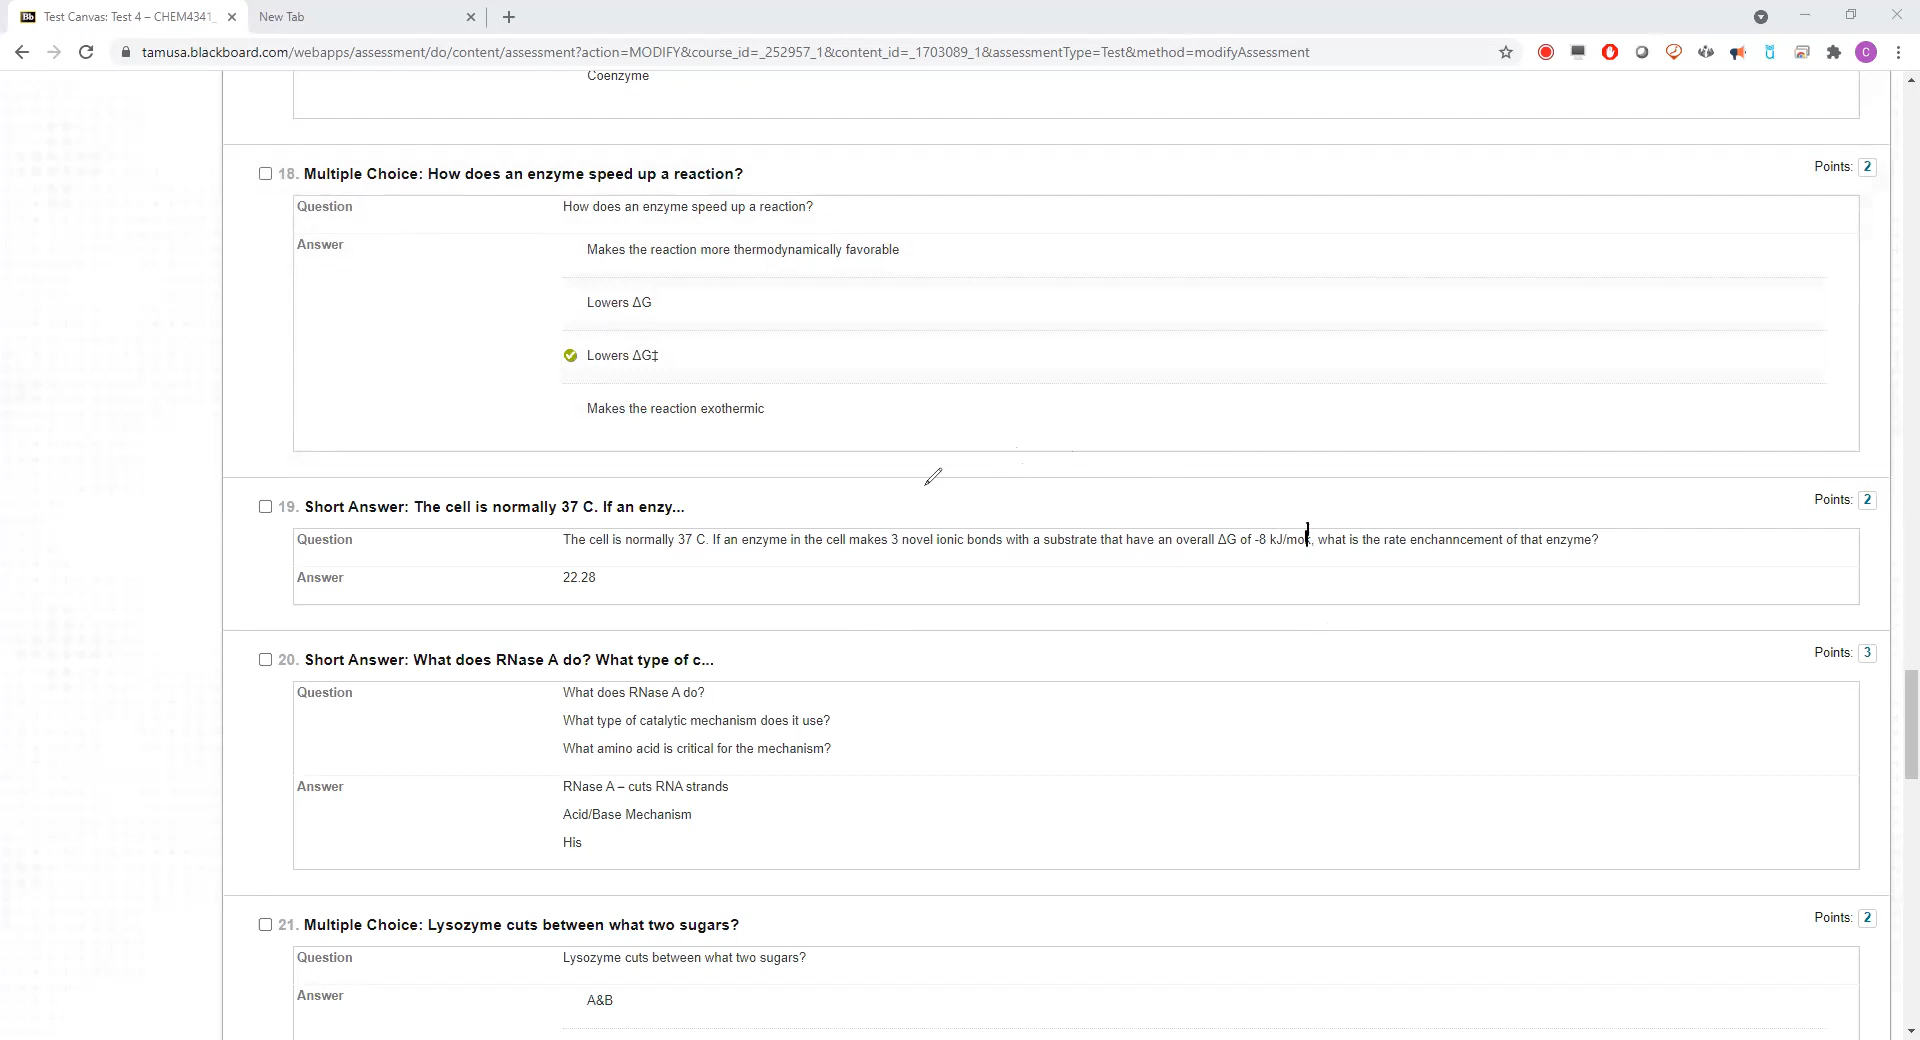 Test Canvas: Test 4 – CHEM4341_
New Tab
tamusa.blackboard.com/webapps/assessment/do/content/assessment?action=MODIFY&course_id=_252957_1&content_id=_1703089_1&assessmentType=Test&method=modifyAssessment
Coenzyme
18. Multiple Choice: How does an enzyme speed up a reaction?
Points: 2
Question
How does an enzyme speed up a reaction?
Answer
Makes the reaction more thermodynamically favorable
Lowers ΔG
Lowers ΔG‡
Makes the reaction exothermic
19. Short Answer: The cell is normally 37 C. If an enzy...
Points: 2
Question
The cell is normally 37 C. If an enzyme in the cell makes 3 novel ionic bonds with a substrate that have an overall ΔG of -8 what is the rate enchanncement of that enzyme?
Answer
22.28
20. Short Answer: What does RNase A do? What type of c...
Points: 3
Question
What does RNase A do?
What type of catalytic mechanism does it use?
What amino acid is critical for the mechanism?
Answer
RNase A – cuts RNA strands
Acid/Base Mechanism
His
21. Multiple Choice: Lysozyme cuts between what two sugars?
Points: 2
Question
Lysozyme cuts between what two sugars?
Answer
A&B